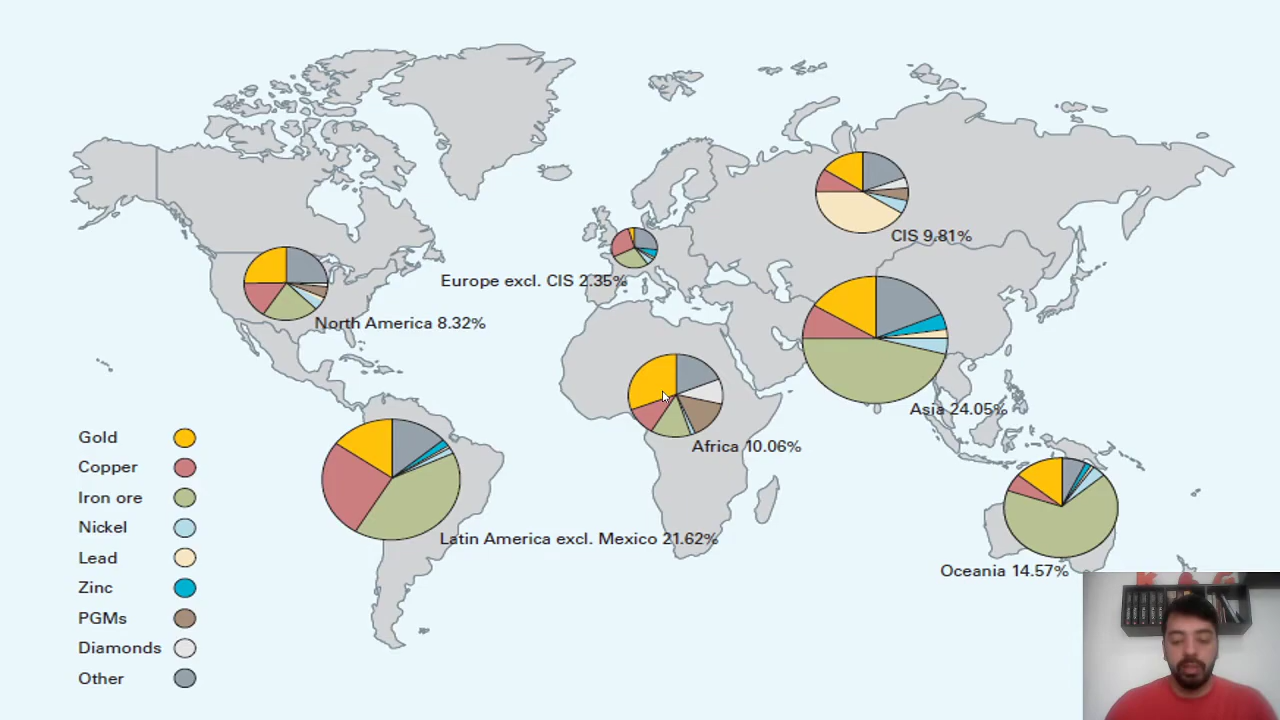 CIS 9.81%
Europe excl. CIS 2.35%
North America 8.32%
Asia 24.05%
Africa 10.06%
Latin America excl. Mexico 21.62%
Oceania 14.57%
Gold
Copper
Iron ore
Nickel
Lead
Zinc
PGMs
Diamonds
Other